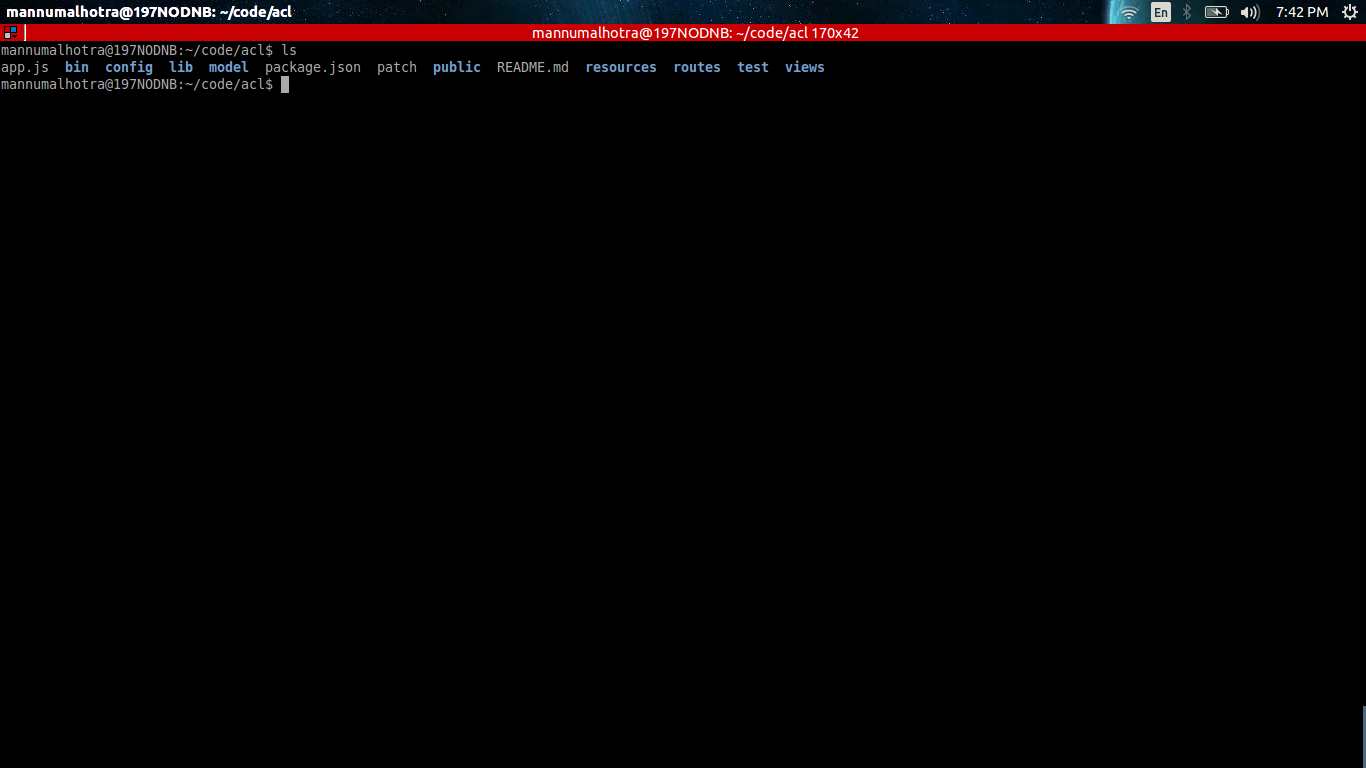 mannumalhotra@197NODNB: ~/code/acl
En
7:42 PM
mannumalhotra@197NODNB: ~/code/acl 170x42
mannumalhotra@197NODNB:~/code/acl$ ls
app.js  bin  config  lib  model  package.json  patch  public  README.md  resources  routes  test  views
mannumalhotra@197NODNB:~/code/acl$